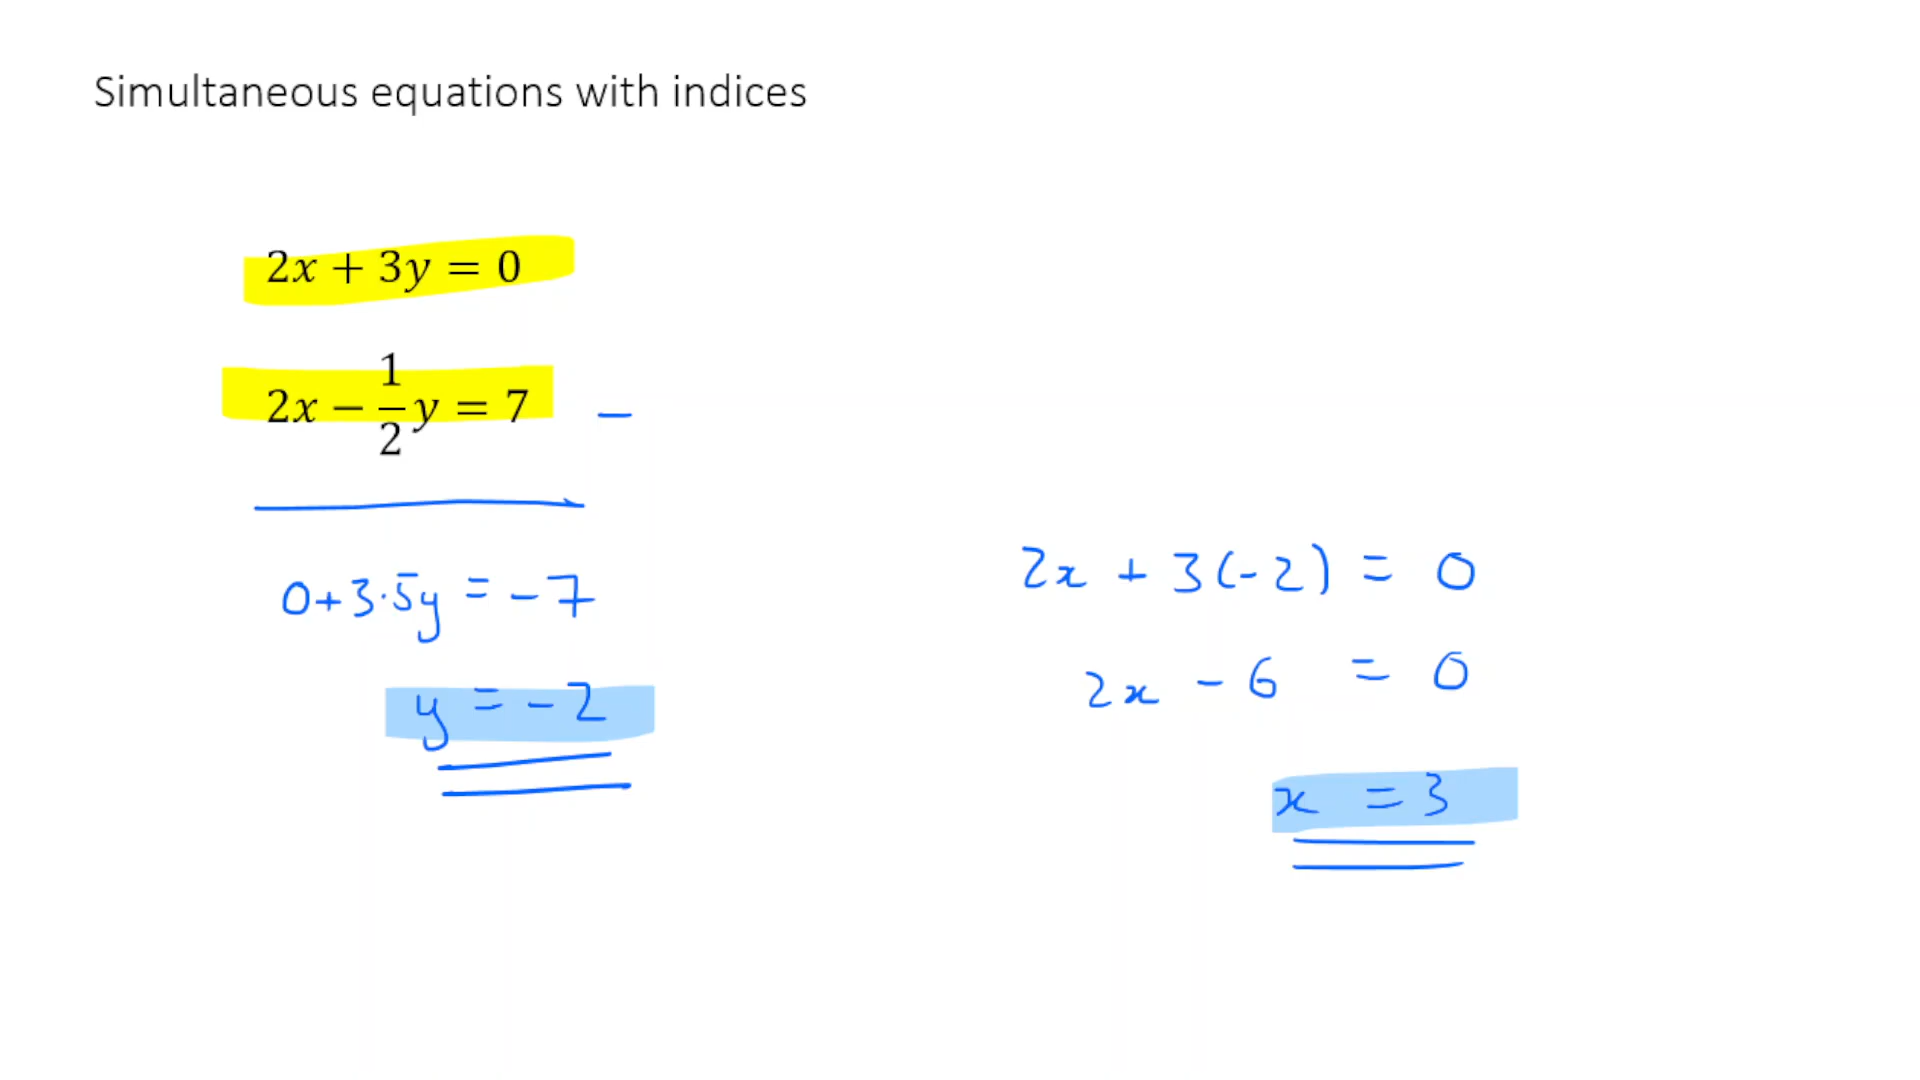 Simultaneous equations with indices
2x + 3y = 0
2x − 1/2 y = 7 −
0+3·5y = -7
y = -2
2x + 3(-2) = 0
2x - 6 = 0
x = 3